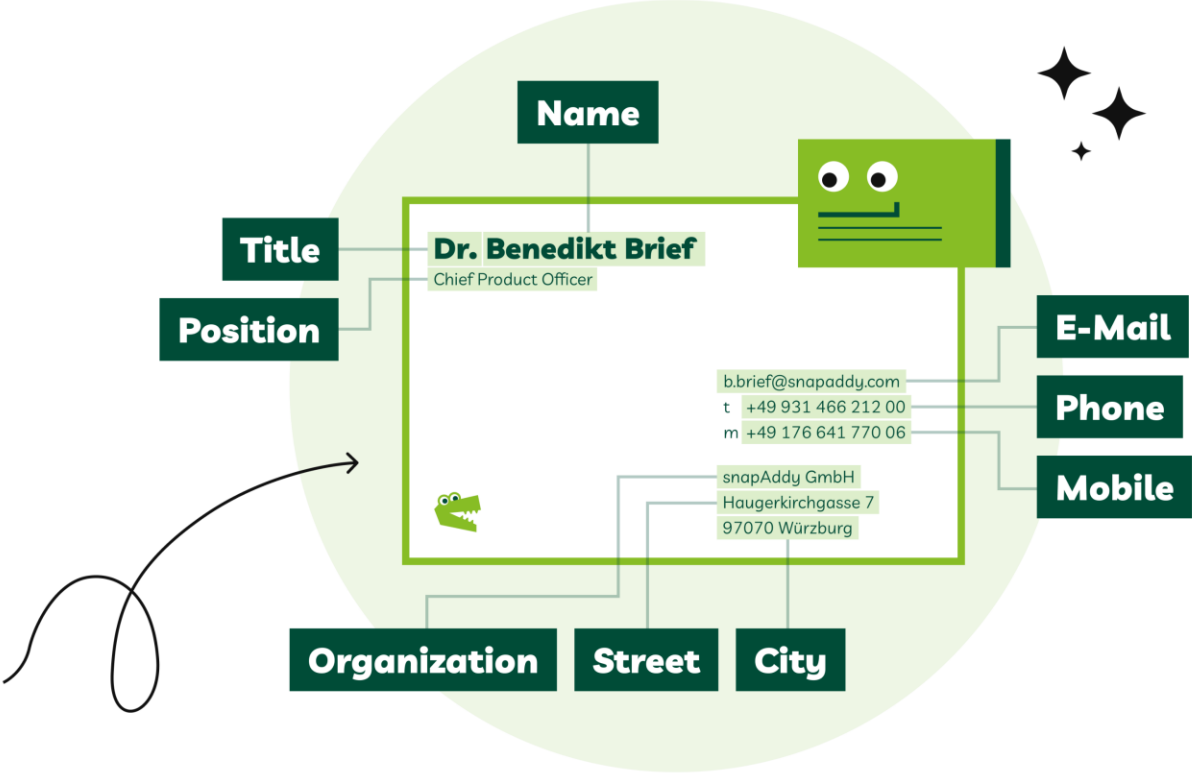 Name
Title
Dr. Benedikt Brief
Position
Chief Product Officer
E-Mail
b.brief@snapaddy.com
Phone
t +49 931 466 212 00
m +49 176 641 770 06
Mobile
snapAddy GmbH
Haugerkirchgasse 7
97070 Würzburg
Organization
Street
City